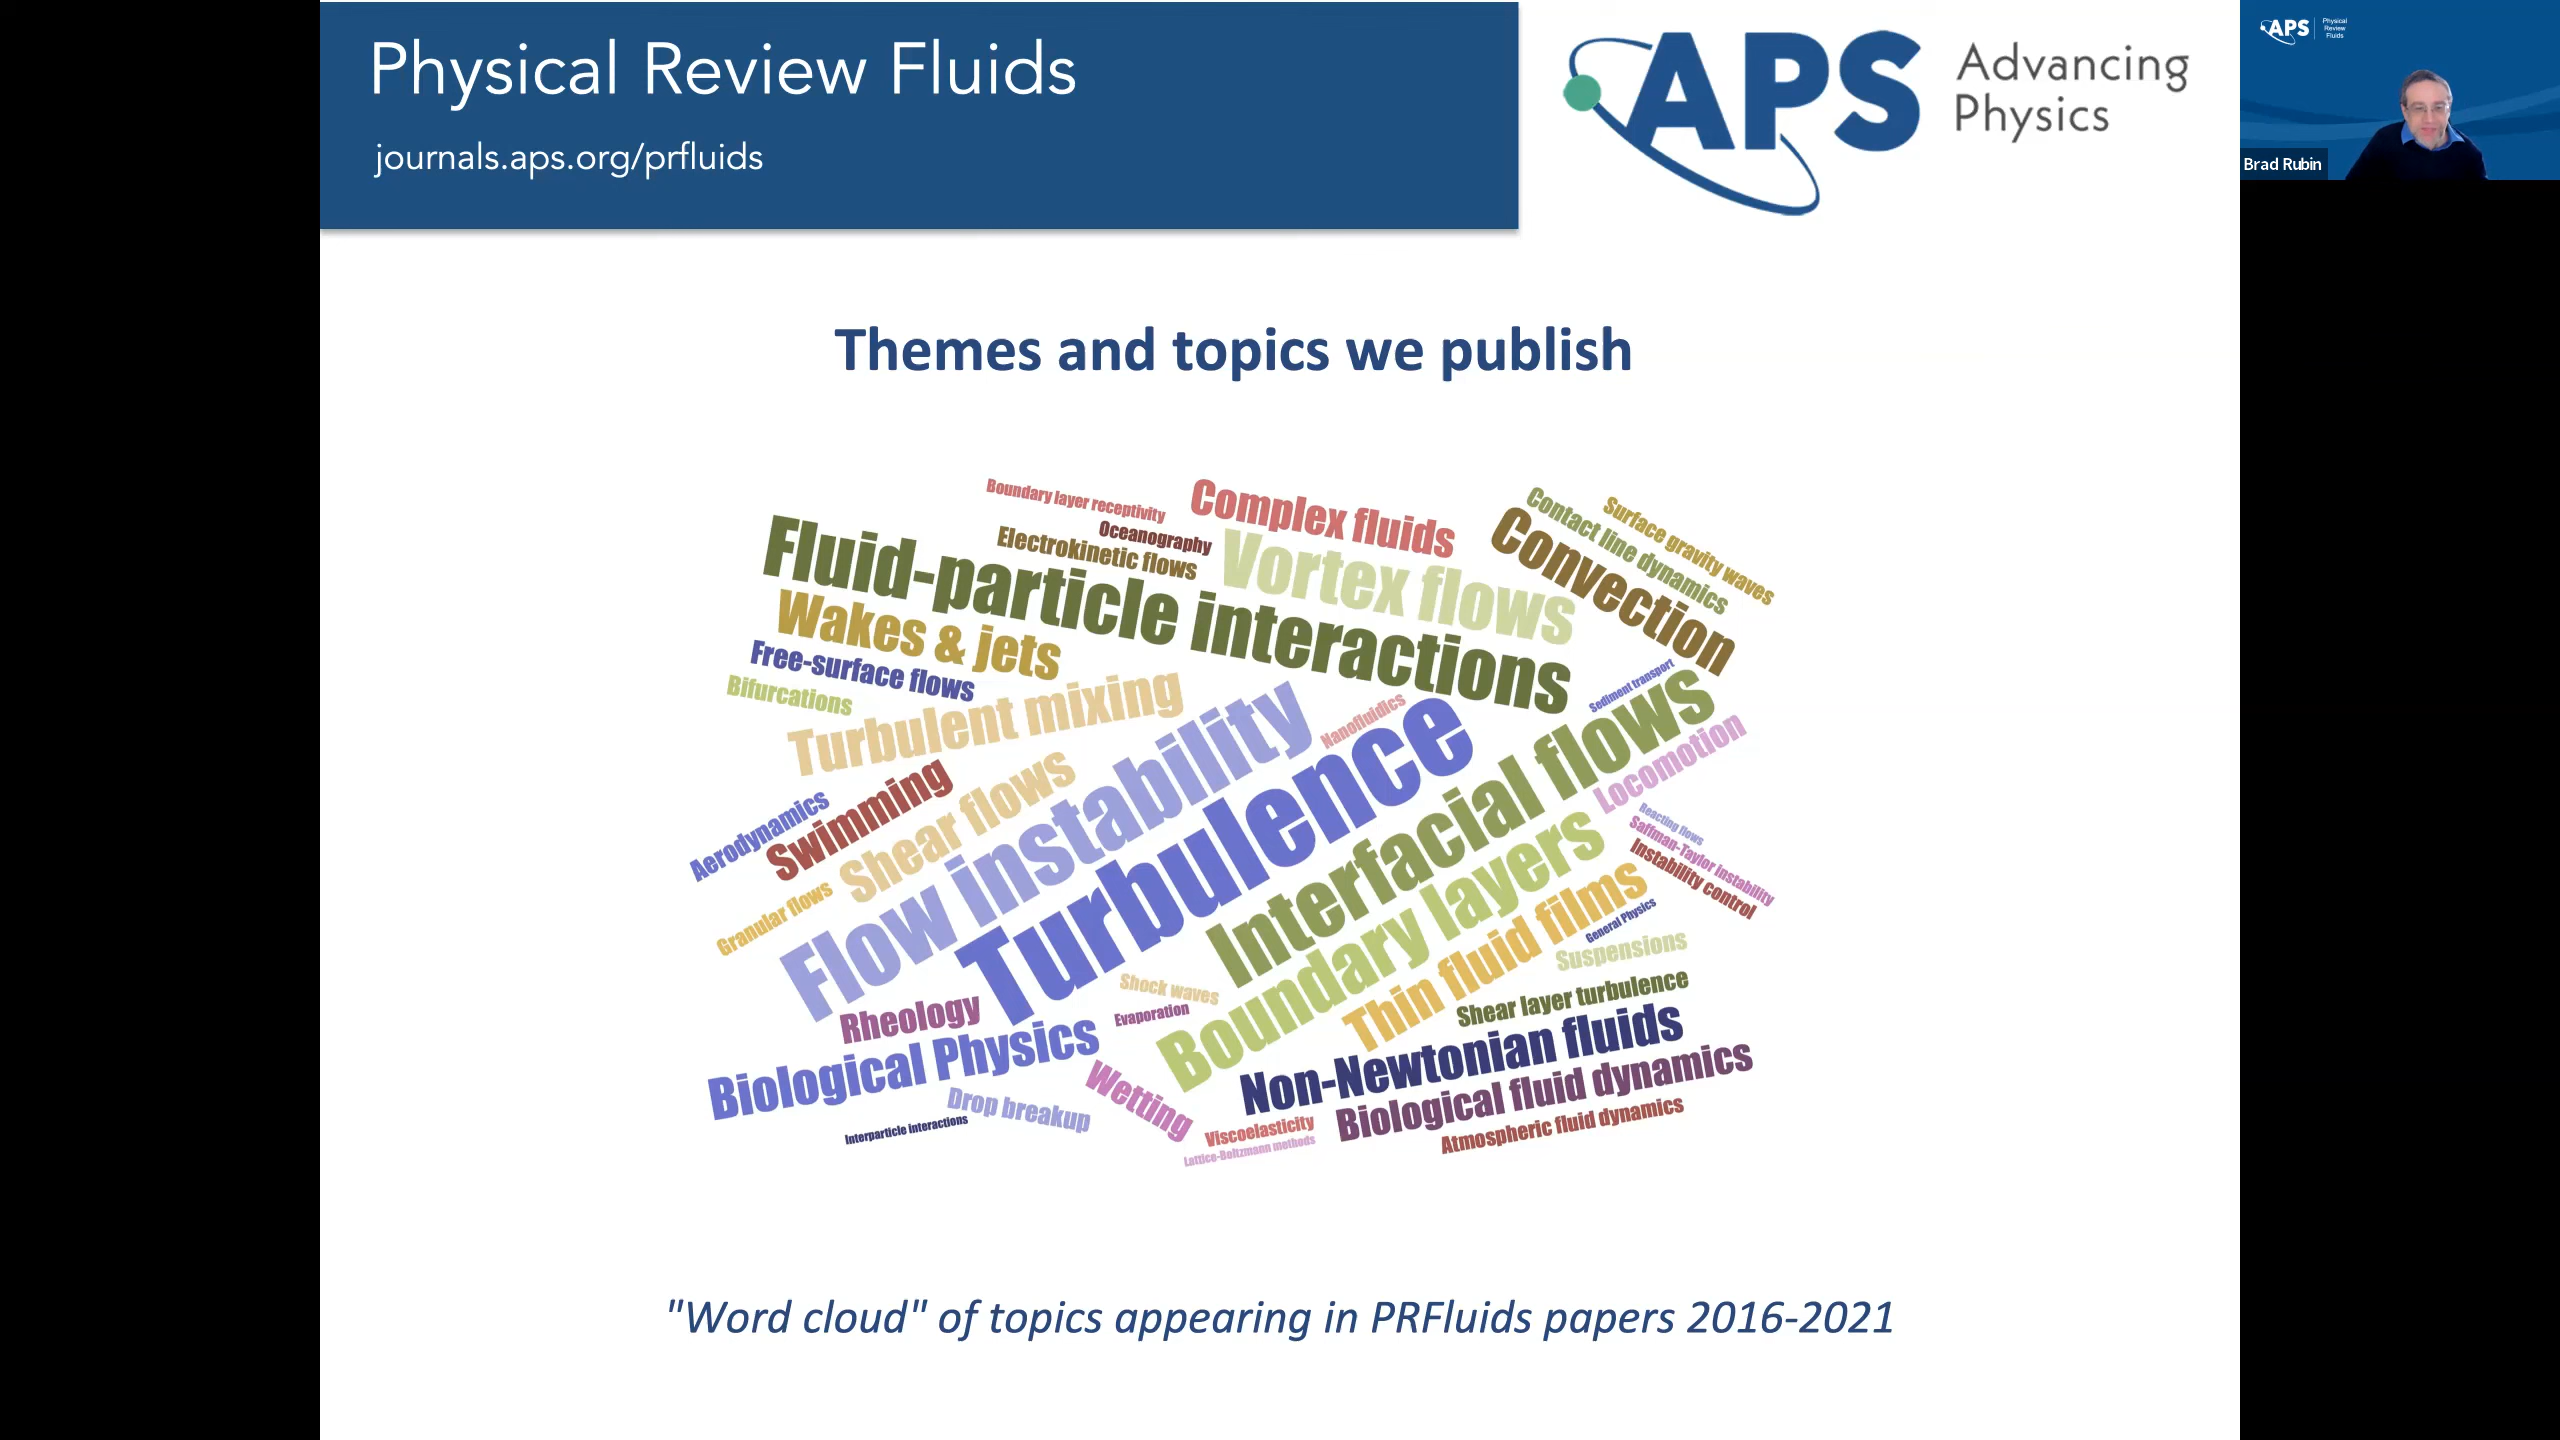 Physical Review Fluids
journals.aps.org/prfluids
APS
Advancing
Physics
APS
Physical
Review
Fluids
Brad Rubin
Themes and topics we publish
Boundary layer receptivity
Complex fluids
Contact line dynamics
Surface gravity waves
Oceanography
Electrokinetic flows
Fluid-particle interactions
Vortex flows
Convection
Wakes & jets
Free-surface flows
Bifurcations
Turbulent mixing
Sediment transport
Nanofluidics
Swimming
Aerodynamics
Shear flows
Flow instability
Turbulence
Interfacial flows
Locomotion
Reacting flows
Saffman-Taylor instability
Instability control
Granular flows
Boundary layers
Thin fluid films
General Physics
Suspensions
Shock waves
Evaporation
Rheology
Shear layer turbulence
Biological Physics
Non-Newtonian fluids
Wetting
Drop breakup
Biological fluid dynamics
Interparticle interactions
Viscoelasticity
Atmospheric fluid dynamics
Lattice-Boltzmann methods
"Word cloud" of topics appearing in PRFluids papers 2016-2021